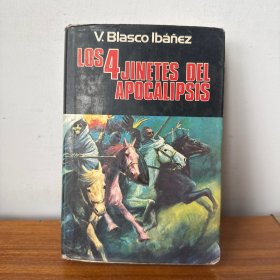 V. Blasco Ibáñez
LOS 4 JINETES DEL
APOCALIPSIS